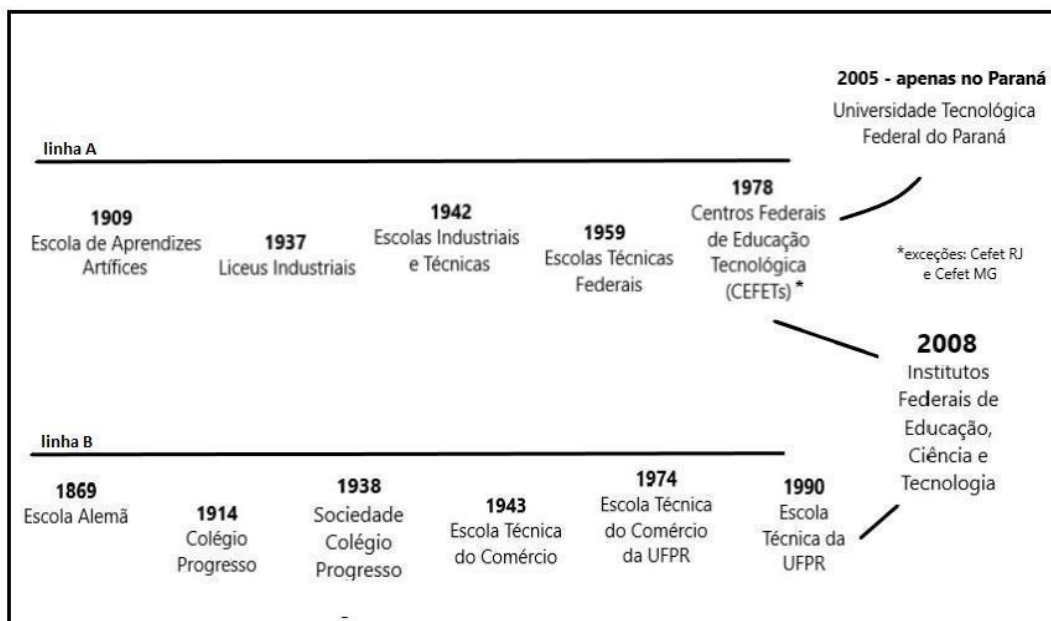 2005 - apenas no Paraná
Universidade Tecnológica
Federal do Paraná
linha A
1909
Escola de Aprendizes
Artífices
1937
Liceus Industriais
1942
Escolas Industriais
e Técnicas
1959
Escolas Técnicas
Federais
1978
Centros Federais
de Educação
Tecnológica
(CEFETs) *
*exceções: Cefet RJ
e Cefet MG
2008
Institutos
Federais de
Educação,
Ciência e
Tecnologia
linha B
1869
Escola Alemã
1914
Colégio
Progresso
1938
Sociedade
Colégio
Progresso
1943
Escola Técnica
do Comércio
1974
Escola Técnica
do Comércio
da UFPR
1990
Escola
Técnica da
UFPR